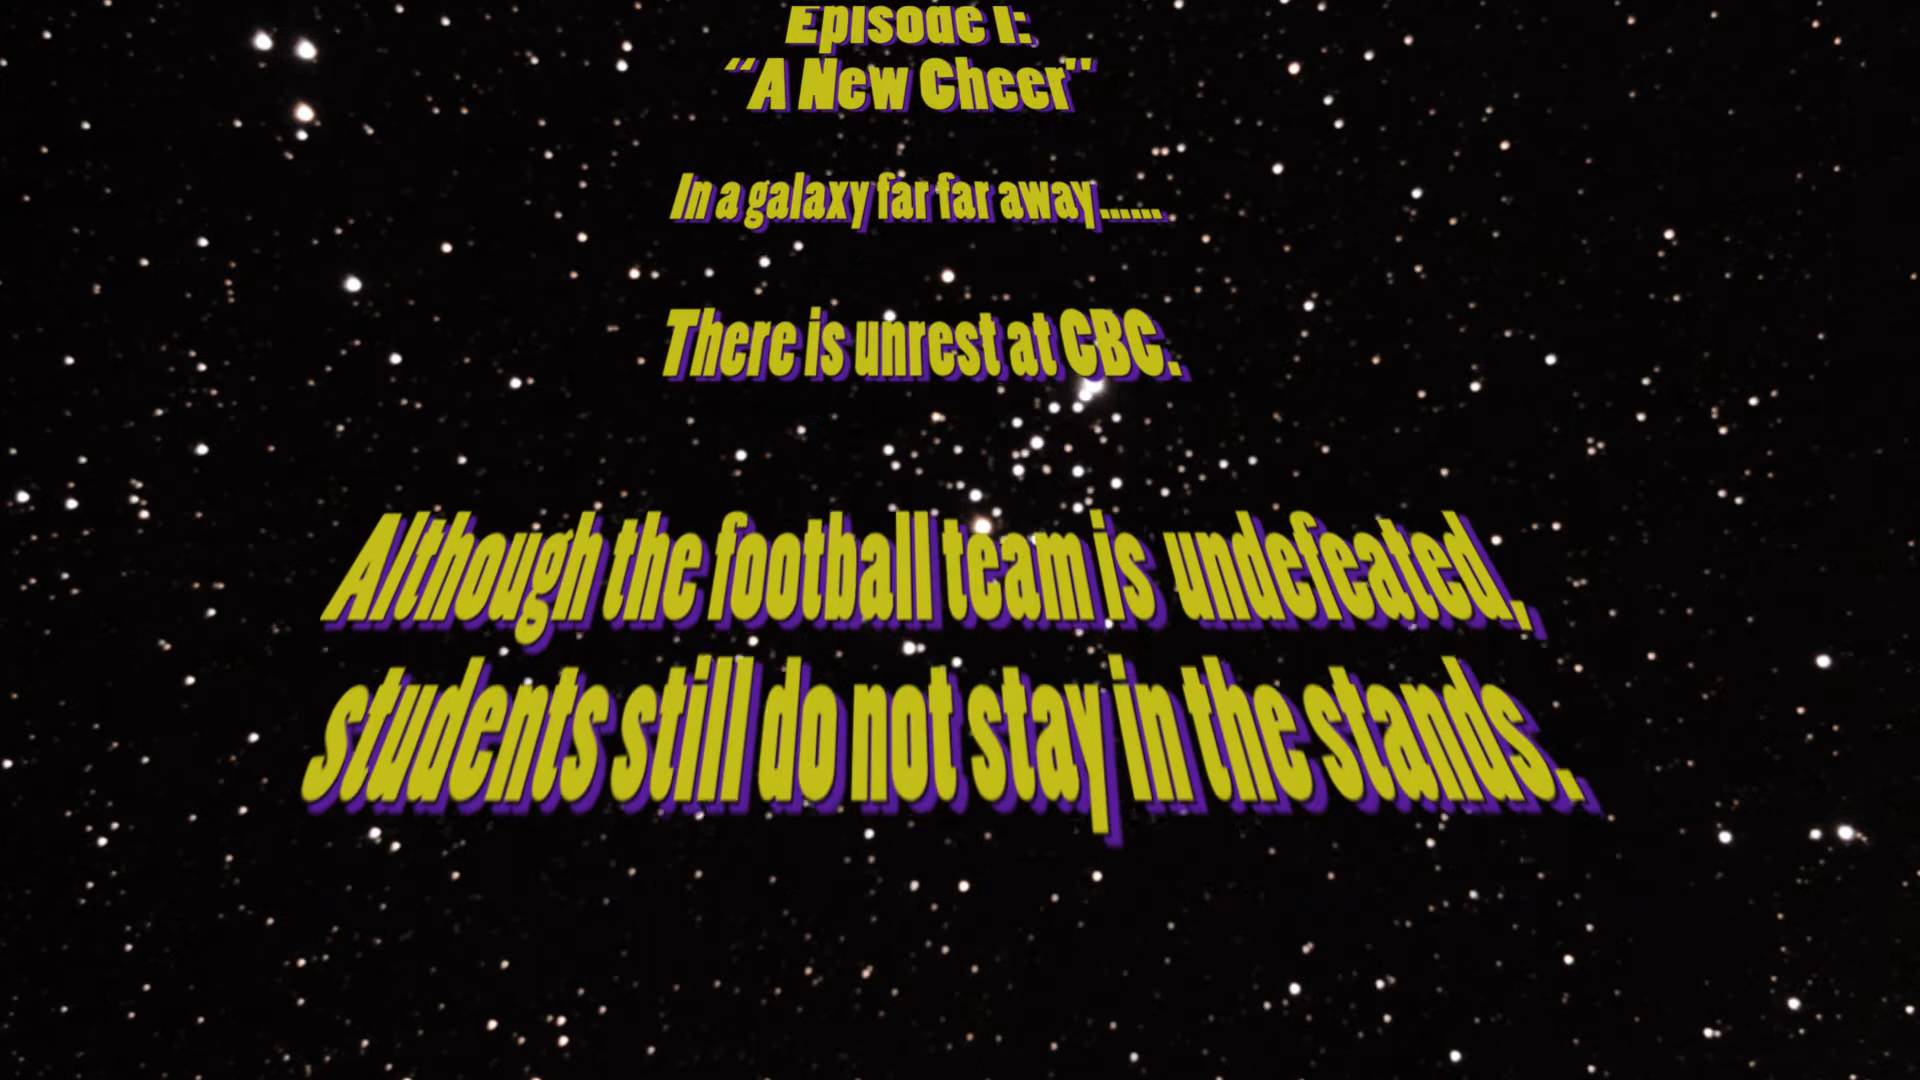 Episode I:
“A New Cheer”
In a galaxy far far away......
There is unrest at CBC.
Although the football team is undefeated,
students still do not stay in the stands.